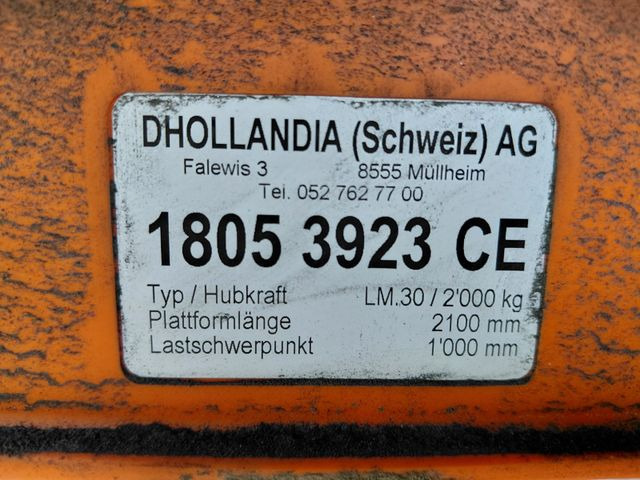 DHOLLANDIA (Schweiz) AG
Falewis 3 8555 Müllheim
Tel. 052 762 77 00
1805 3923 CE
Typ / Hubkraft LM.30 / 2'000 kg
Plattformlänge 2100 mm
Lastschwerpunkt 1'000 mm